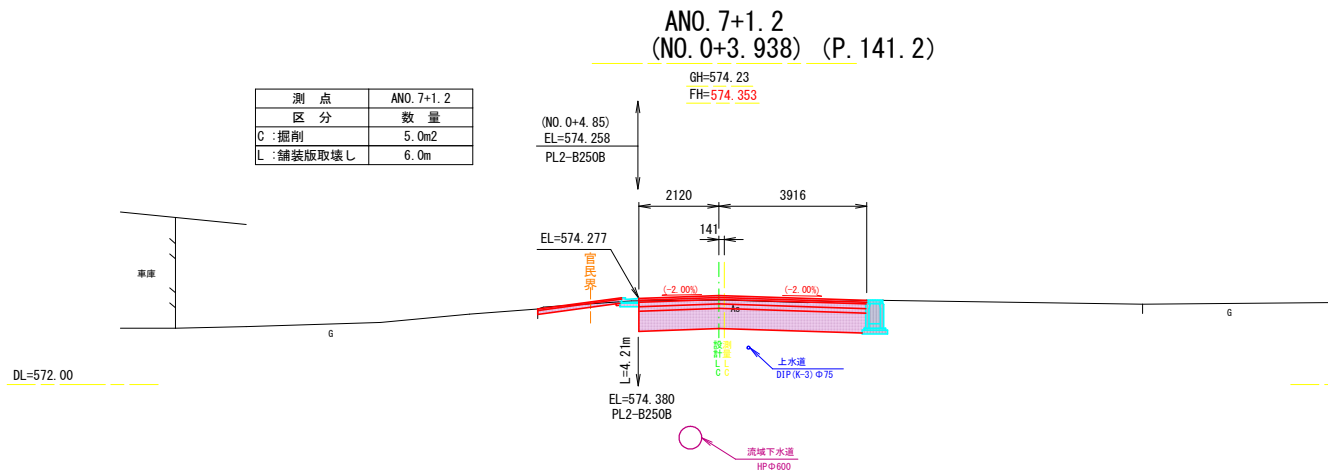 ANO.7+1.2
(NO.0+3.938) (P.141.2)
GH=574.23
FH=574.353
測 点 ANO.7+1.2
区 分 数 量
C :掘削 5.0m2
L :舗装版取壊し 6.0m
(NO.0+4.85)
EL=574.258
PL2-B250B
2120 3916
141
EL=574.277
官民界
車庫
(-2.00%) (-2.00%)
As
G
G
設計LC
L=4.21m
上水道
DIP(K-3)Φ75
DL=572.00
EL=574.380
PL2-B250B
流域下水道
HPΦ600